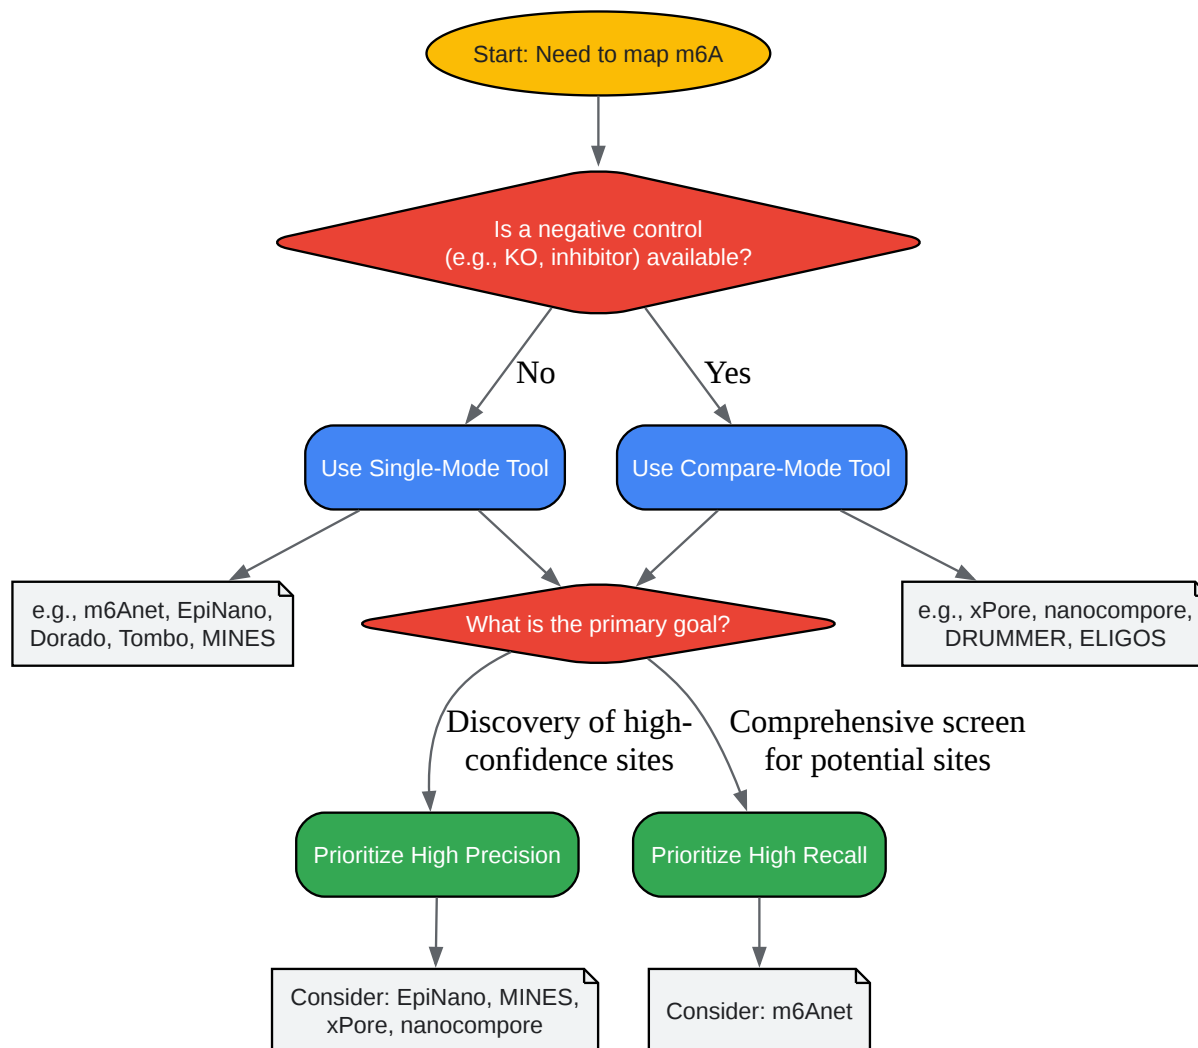 Start: Need to map m6A
Is a negative control
(e.g., KO, inhibitor) available?
No
Yes
Use Single-Mode Tool
Use Compare-Mode Tool
e.g., m6Anet, EpiNano,
Dorado, Tombo, MINES
e.g., xPore, nanocompore,
DRUMMER, ELIGOS
What is the primary goal?
Discovery of high-
confidence sites
Comprehensive screen
for potential sites
Prioritize High Precision
Prioritize High Recall
Consider: EpiNano, MINES,
xPore, nanocompore
Consider: m6Anet